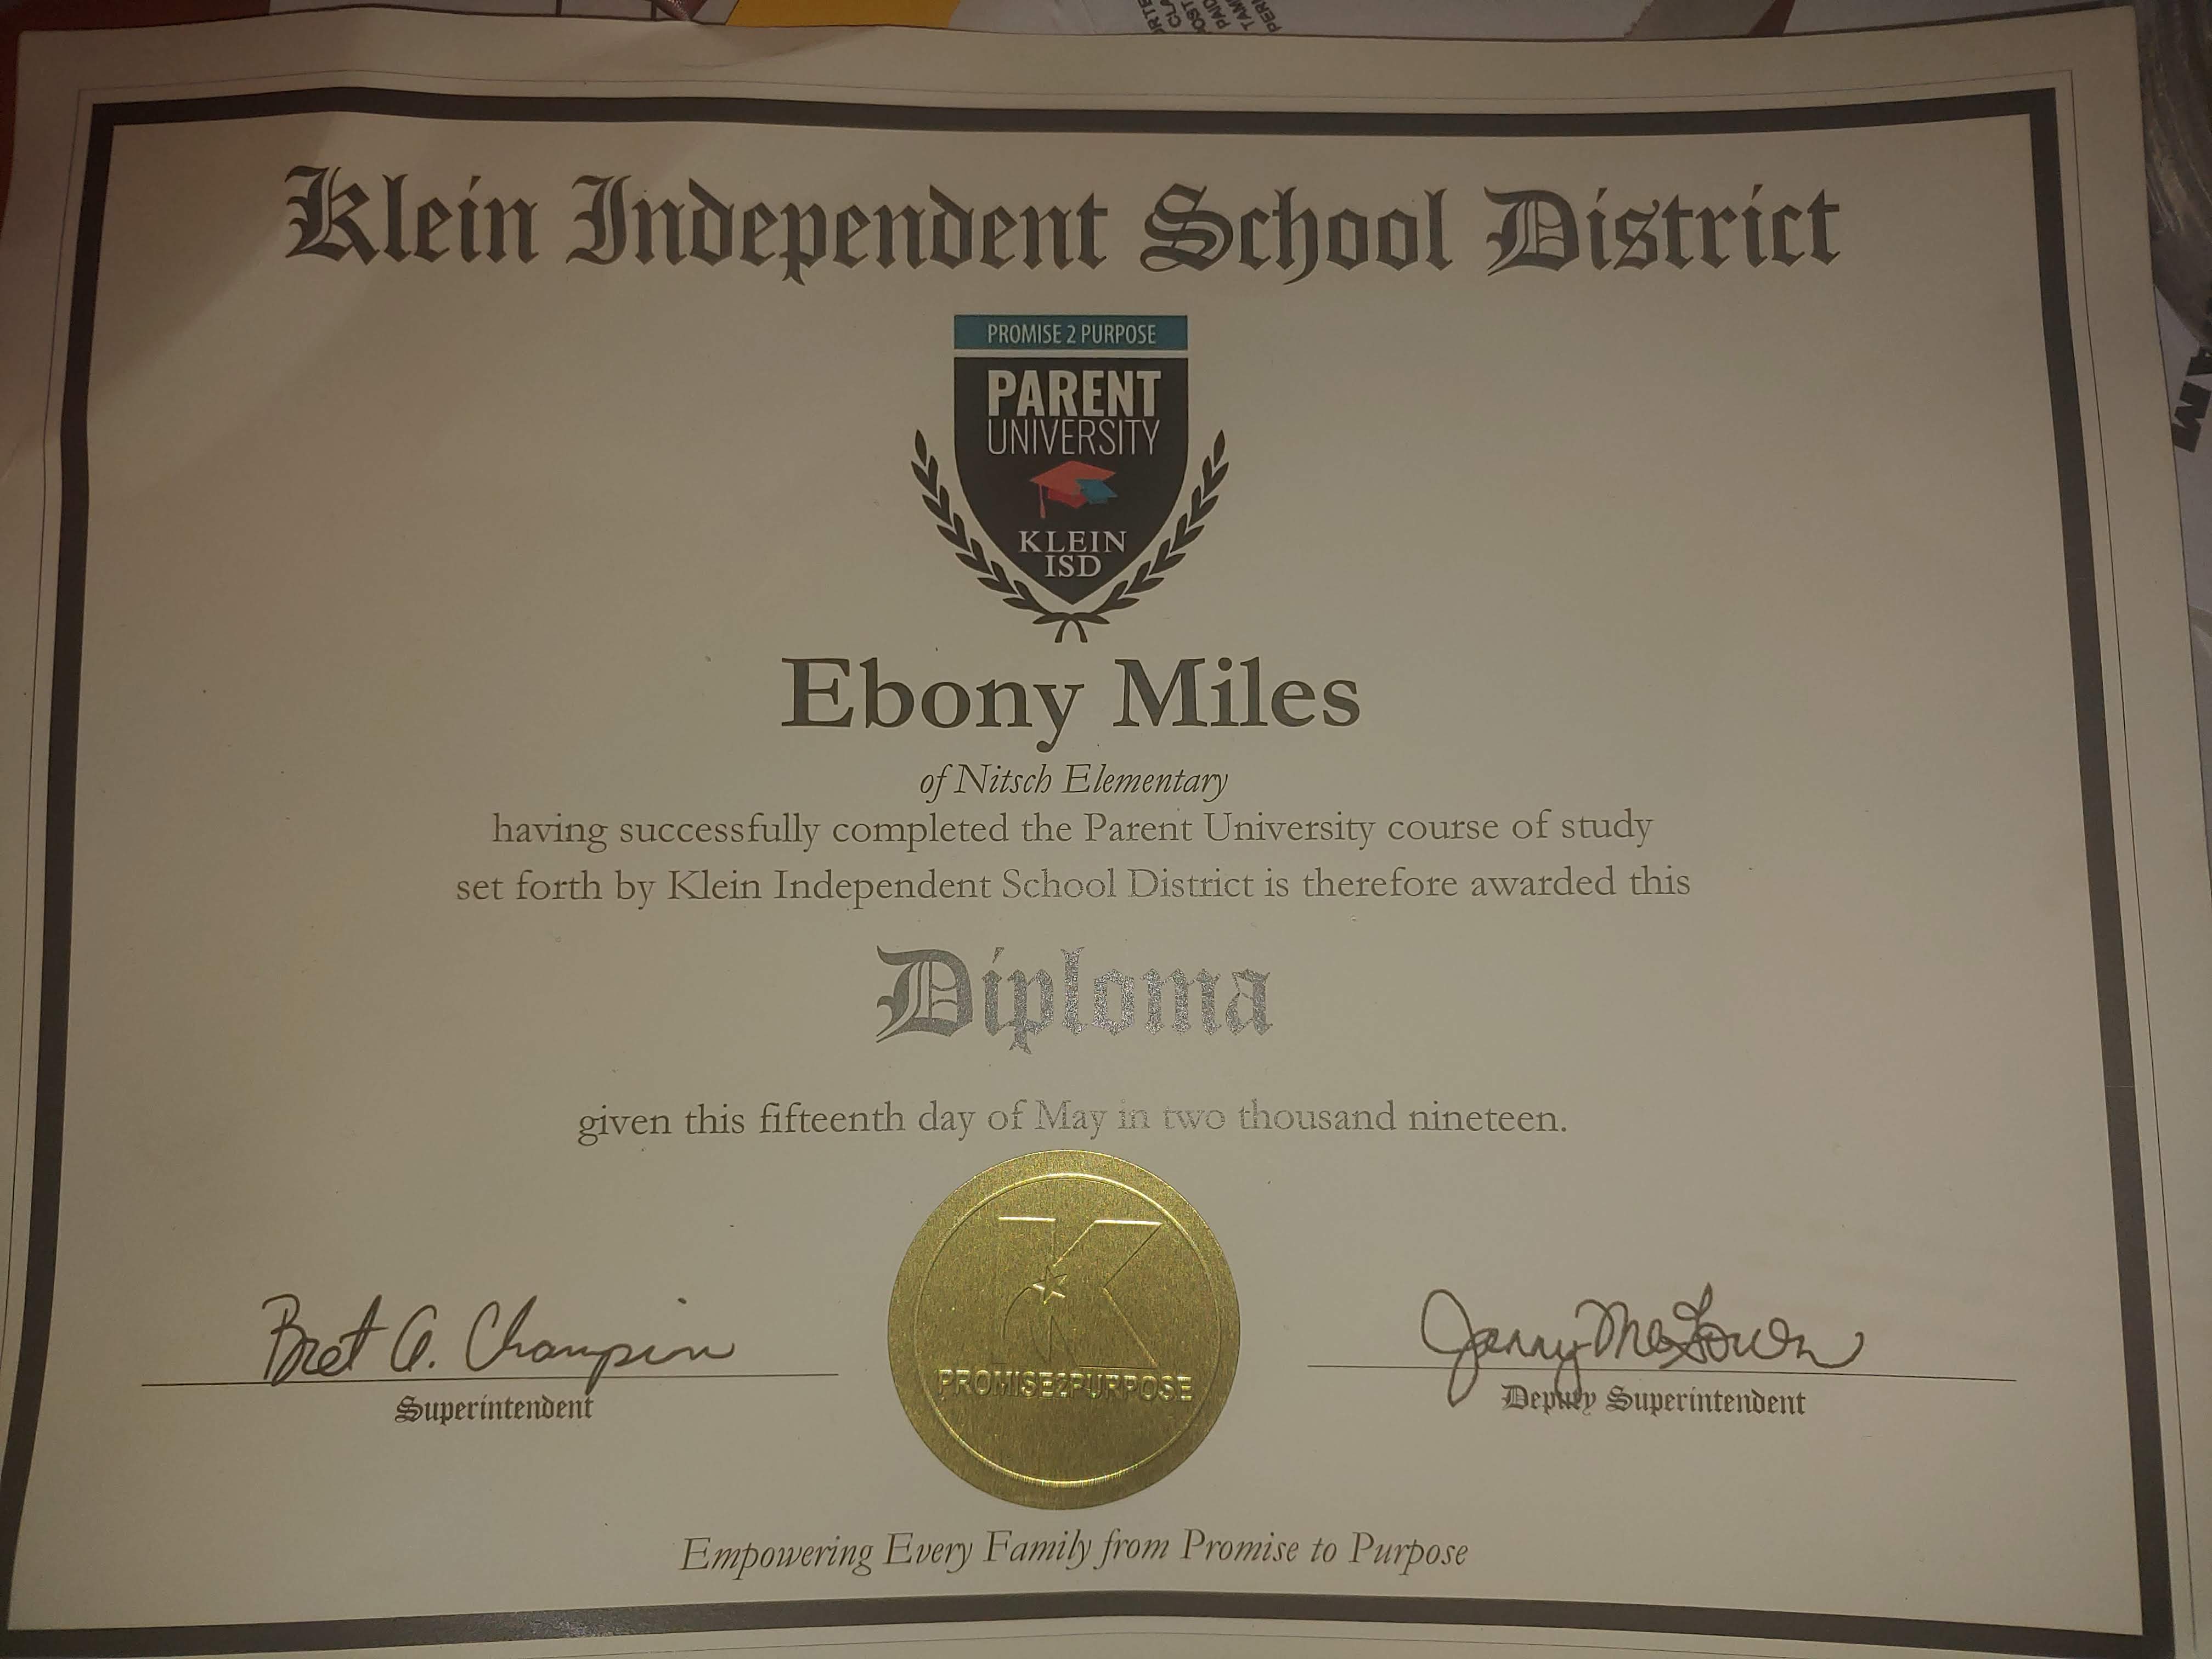 Klein Independent School District
PROMISE 2 PURPOSE
PARENT
UNIVERSITY
KLEIN
ISD
Ebony Miles
of Nitsch Elementary
having successfully completed the Parent University course of study
set forth by Klein Independent School District is therefore awarded this
Diploma
given this fifteenth day of May in two thousand nineteen.
K
PROMISE2PURPOSE
Bret A. Champion
Superintendent
Jenny McGown
Deputy Superintendent
Empowering Every Family from Promise to Purpose